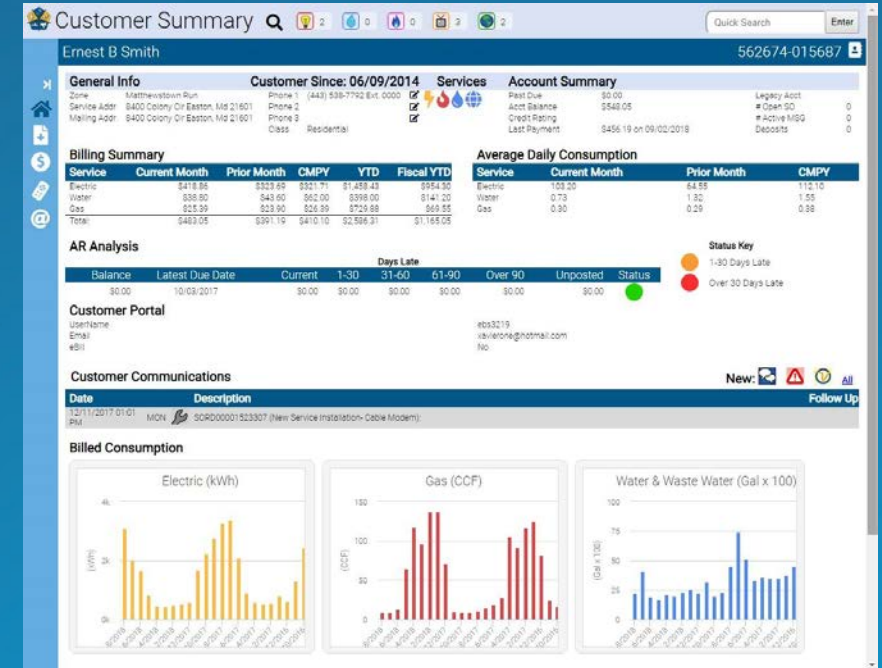 Customer Summary 2 0 0 3 2 Quick Search Enter
Ernest B Smith 562674-015687
General Info Customer Since: 06/09/2014 Services Account Summary
Zone Matthewstown Run Phone 1 (443) 538-7792 Ext. 0000 Past Due $0.00 Legacy Acct
Service Addr 8400 Colony Cir Easton, Md 21601 Phone 2 Acct Balance $548.05 # Open SO 0
Mailing Addr 8400 Colony Cir Easton, Md 21601 Phone 3 Credit Rating # Active MSG 0
Class Residential Last Payment $456.19 on 09/02/2018 Deposits 0
Billing Summary Average Daily Consumption
Service Current Month Prior Month CMPY YTD Fiscal YTD Service Current Month Prior Month CMPY
Electric $418.86 $323.69 $321.71 $1,458.43 $954.30 Electric 103.20 64.55 112.10
Water $38.80 $43.60 $62.00 $398.00 $141.20 Water 0.73 1.32 1.55
Gas $25.39 $23.90 $26.39 $729.88 $69.55 Gas 0.30 0.29 0.38
Total: $483.05 $391.19 $410.10 $2,586.31 $1,165.05
AR Analysis Status Key
Days Late 1-30 Days Late
Balance Latest Due Date Current 1-30 31-60 61-90 Over 90 Unposted Status
Over 30 Days Late
$0.00 10/03/2017 $0.00 $0.00 $0.00 $0.00 $0.00 $0.00
Customer Portal
UserName ebs3219
Email xavierone@hotmail.com
eBill No
Customer Communications New: All
Date Description Follow Up
12/11/2017 01:01 PM MON SORD00001523307 (New Service Installation- Cable Modem);
Billed Consumption
Electric (kWh) Gas (CCF) Water & Waste Water (Gal x 100)
4k 150 100
75
100
(kWh) 2k (CCF) (Gal x 100) 50
50
25
0k 0 0